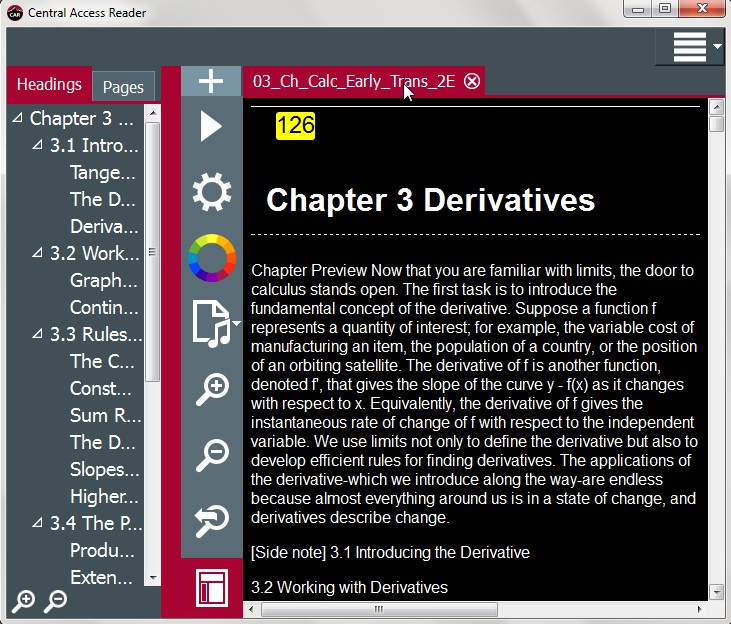 CAR Central Access Reader
Headings
Pages
Chapter 3 ...
3.1 Intro...
Tange...
The D...
Deriva...
3.2 Work...
Graph...
Contin...
3.3 Rules...
The C...
Const...
Sum R...
The D...
Slopes...
Higher...
3.4 The P...
Produ...
Exten...
03_Ch_Calc_Early_Trans_2E
126
Chapter 3 Derivatives
Chapter Preview Now that you are familiar with limits, the door to
calculus stands open. The first task is to introduce the
fundamental concept of the derivative. Suppose a function f
represents a quantity of interest; for example, the variable cost of
manufacturing an item, the population of a country, or the position
of an orbiting satellite. The derivative of f is another function,
denoted f', that gives the slope of the curve y - f(x) as it changes
with respect to x. Equivalently, the derivative of f gives the
instantaneous rate of change of f with respect to the independent
variable. We use limits not only to define the derivative but also to
develop efficient rules for finding derivatives. The applications of
the derivative-which we introduce along the way-are endless
because almost everything around us is in a state of change, and
derivatives describe change.
[Side note] 3.1 Introducing the Derivative
3.2 Working with Derivatives